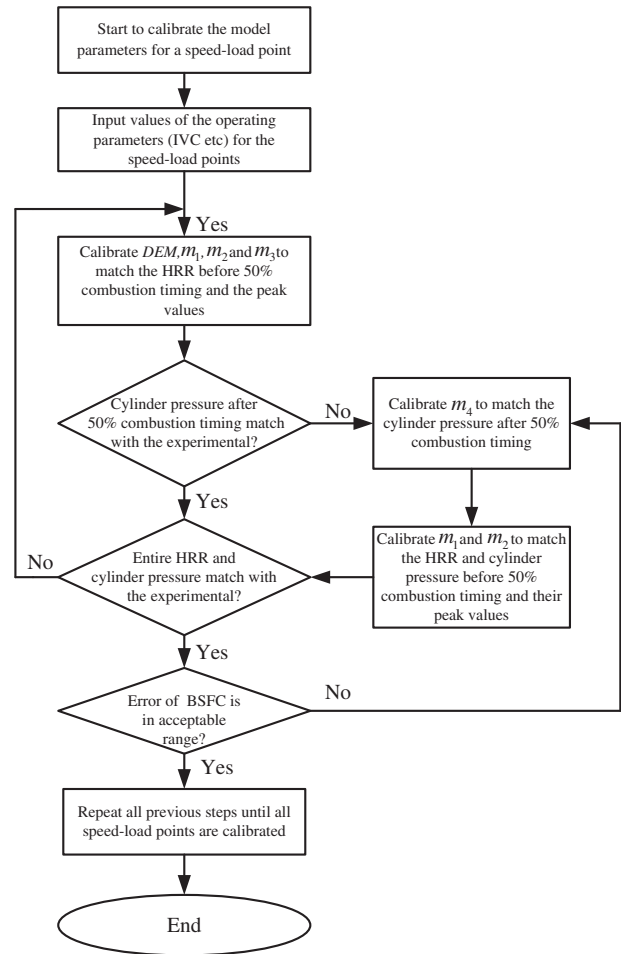 Start to calibrate the model
parameters for a speed-load point
Input values of the operating
parameters (IVC etc) for the
speed-load points
Yes
Calibrate DEM, m₁, m₂ and m₃ to
match the HRR before 50%
combustion timing and the peak
values
Cylinder pressure after
50% combustion timing match
with the experimental?
No
Calibrate m₄ to match the
cylinder pressure after 50%
combustion timing
Yes
Calibrate m₁ and m₂ to match
the HRR and cylinder
pressure before 50%
combustion timing and their
peak values
No
Entire HRR and
cylinder pressure match with
the experimental?
Yes
Error of BSFC is
in acceptable
range?
No
Yes
Repeat all previous steps until all
speed-load points are calibrated
End